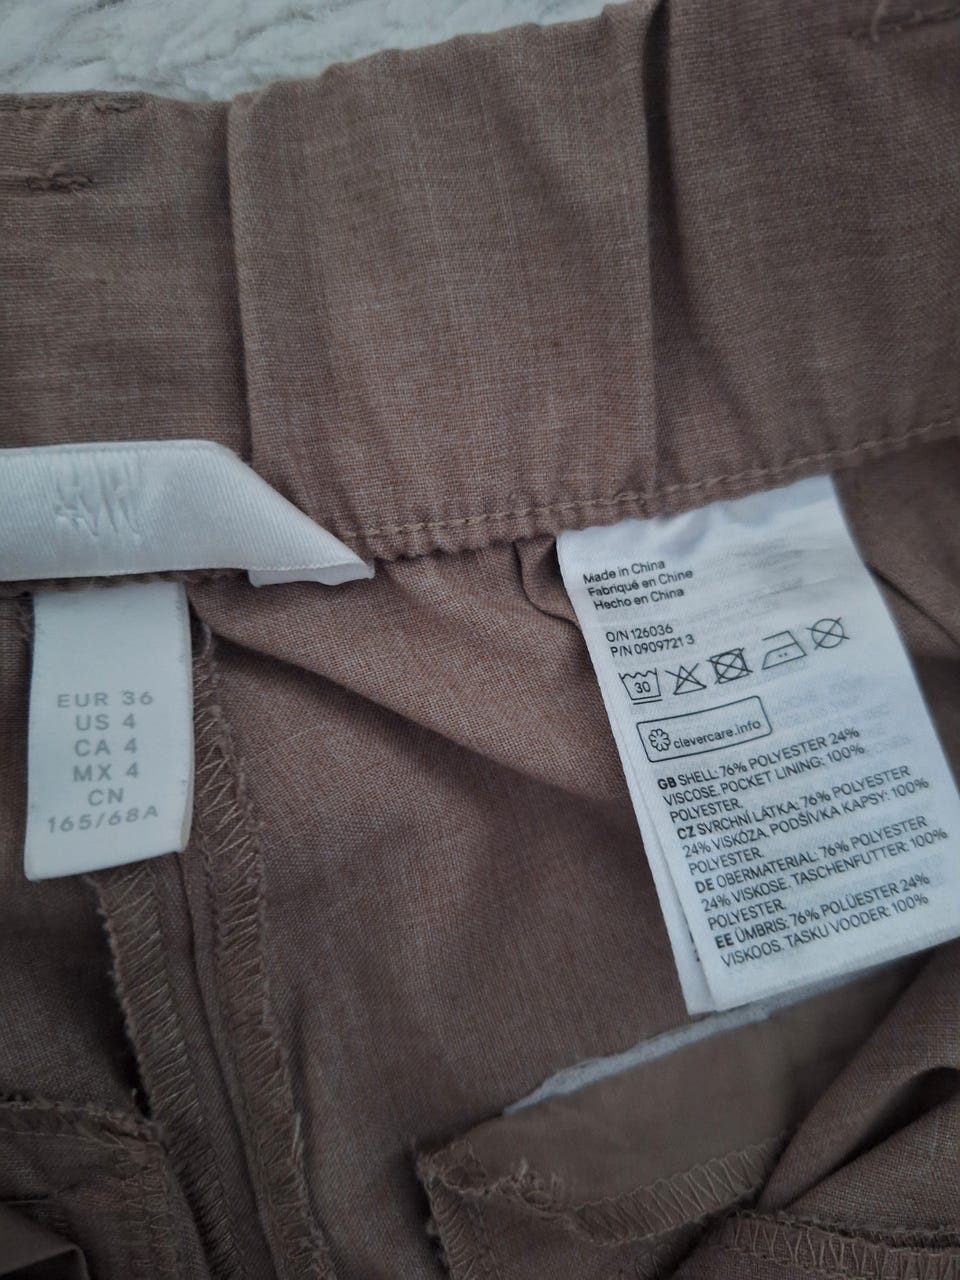 H&M
EUR 36
US 4
CA 4
MX 4
CN
165/68A
Made in China
Fabriqué en Chine
Hecho en China
O/N 126036
P/N 0909721 3
30
clevercare.info
GB SHELL: 76% POLYESTER 24%
VISCOSE. POCKET LINING: 100%
POLYESTER.
CZ SVRCHNÍ LÁTKA: 76% POLYESTER
24% VISKÓZA. PODŠÍVKA KAPSY: 100%
POLYESTER.
DE OBERMATERIAL: 76% POLYESTER
24% VISKOSE. TASCHENFUTTER: 100%
POLYESTER.
EE ÜMBRIS: 76% POLÜESTER 24%
VISKOOS. TASKU VOODER: 100%